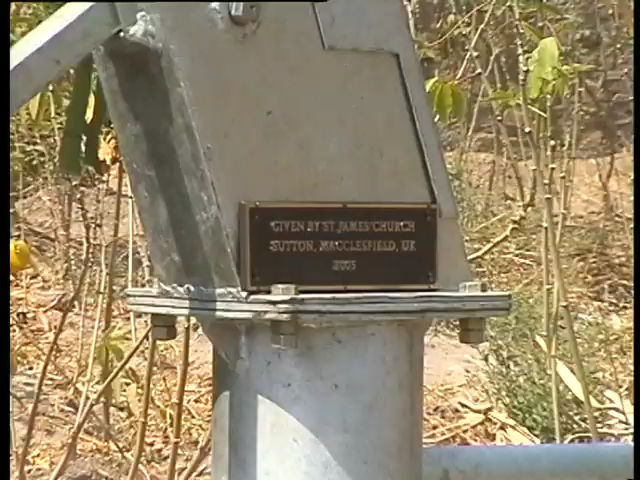 GIVEN BY ST JAMES CHURCH
SUTTON, MACCLESFIELD, UK
2005